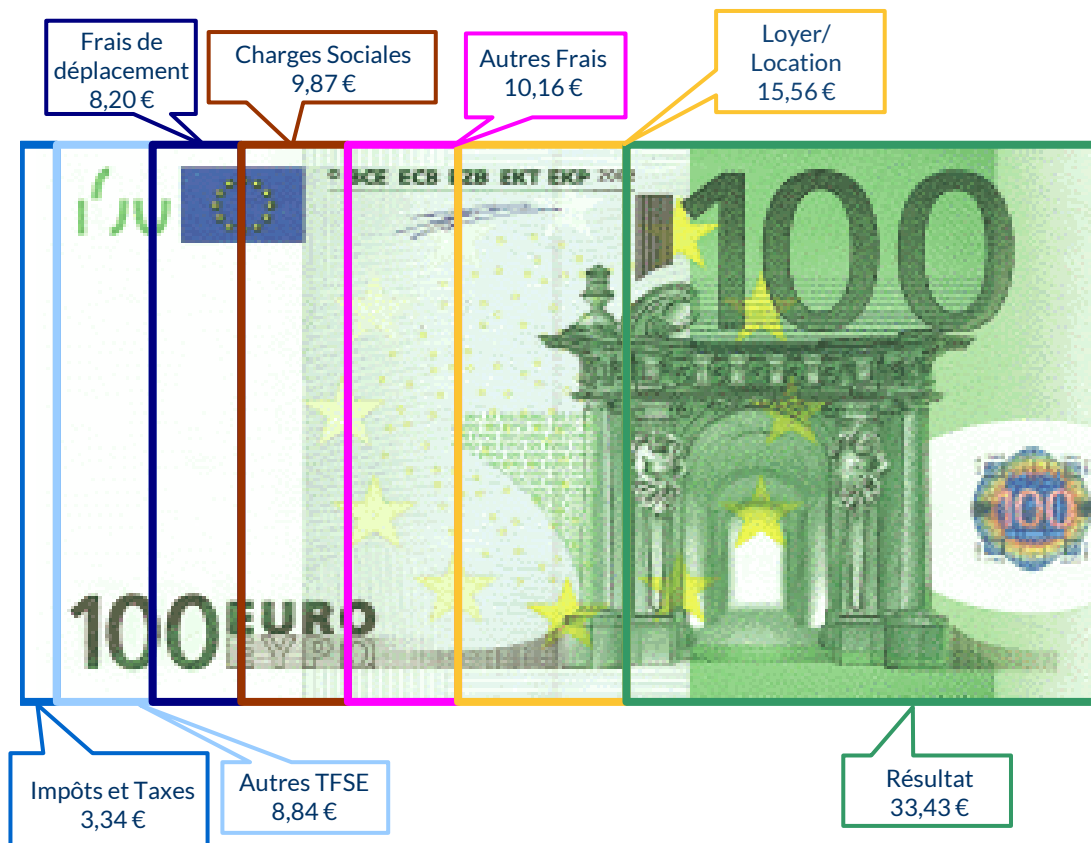 Frais de
déplacement
8,20 €
Charges Sociales
9,87 €
Autres Frais
10,16 €
Loyer/
Location
15,56 €
© BCE ECB EZB EKT EKP 2002
100
100
100 EURO
ΕΥΡΩ
Impôts et Taxes
3,34 €
Autres TFSE
8,84 €
Résultat
33,43 €